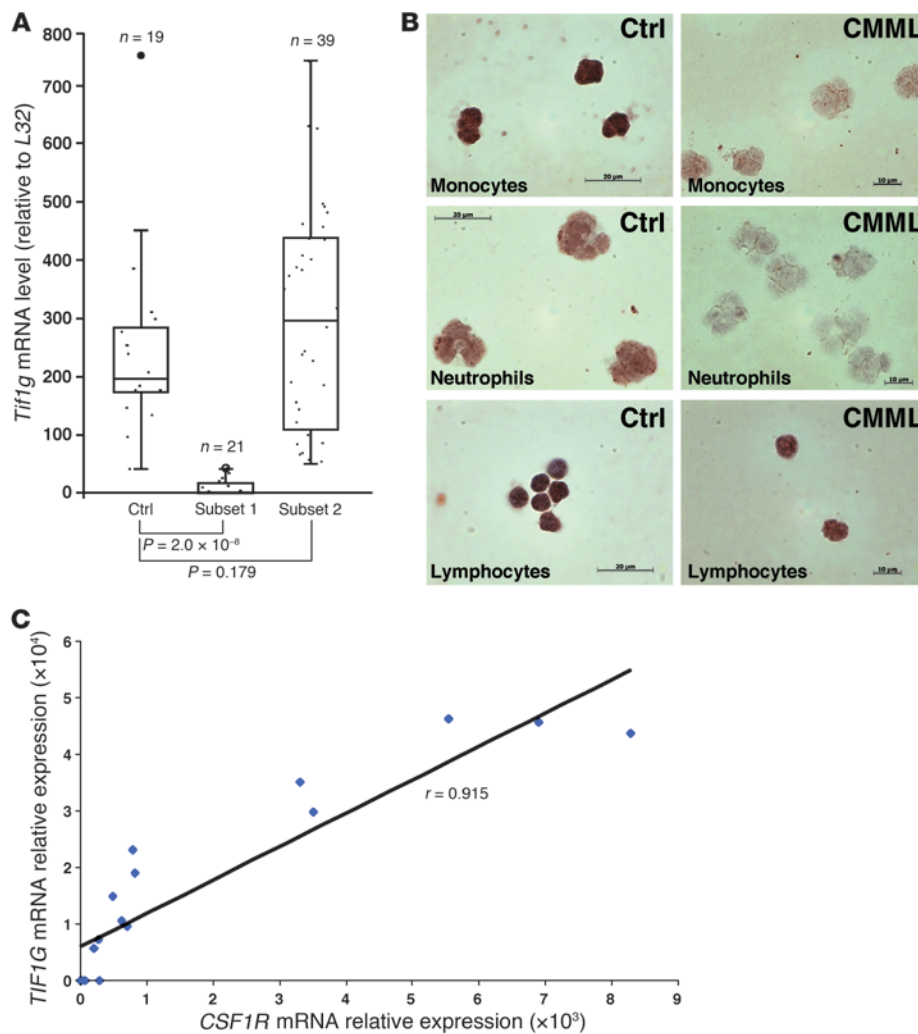 A
Tif1g mRNA level (relative to L32)
800
700
600
500
400
300
200
100
0
n = 19
n = 21
n = 39
Ctrl
Subset 1
Subset 2
P = 2.0 × 10⁻⁸
P = 0.179
B
Ctrl
Monocytes
20 µm
CMML
Monocytes
10 µm
20 µm
Ctrl
Neutrophils
CMML
Neutrophils
10 µm
Ctrl
Lymphocytes
20 µm
CMML
Lymphocytes
10 µm
C
TIF1G mRNA relative expression (×10⁴)
6
5
4
3
2
1
0
r = 0.915
0 1 2 3 4 5 6 7 8 9
CSF1R mRNA relative expression (×10³)